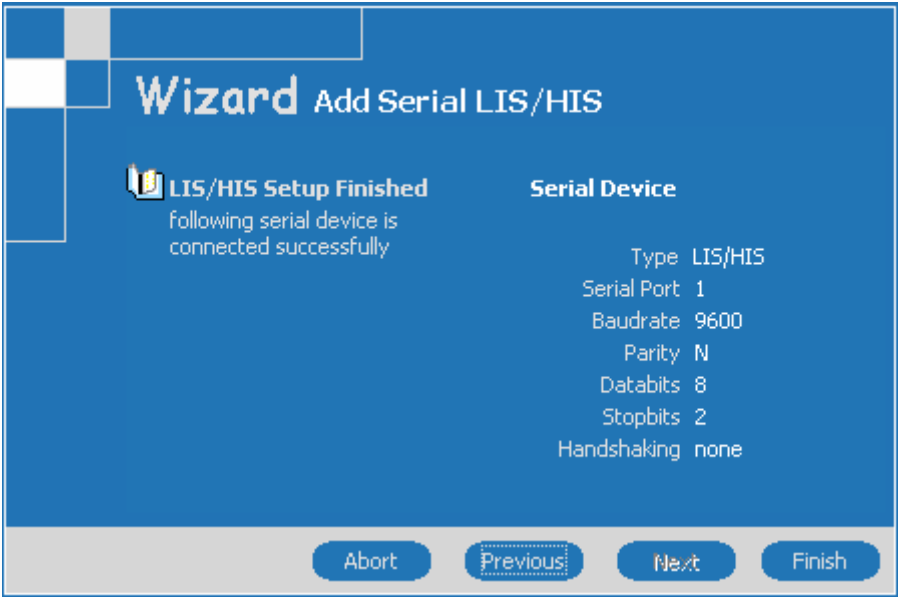 Wizard Add Serial LIS/HIS
LIS/HIS Setup Finished
following serial device is
connected successfully
Serial Device
Type LIS/HIS
Serial Port 1
Baudrate 9600
Parity N
Databits 8
Stopbits 2
Handshaking none
Abort Previous Next Finish